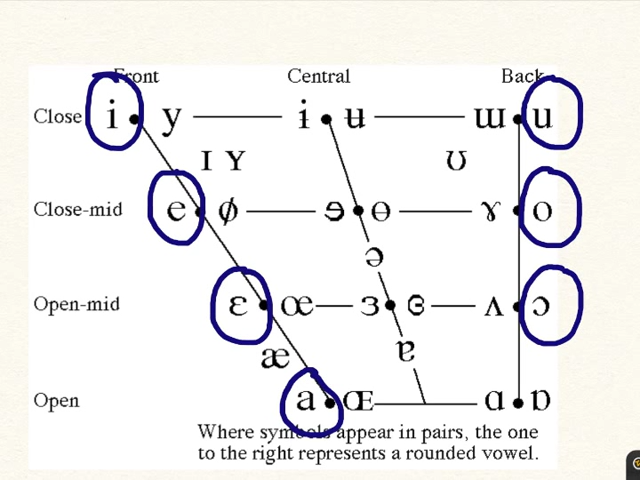 Front Central Back
Close i y ɨ ʉ ɯ u
ɪ ʏ ʊ
Close-mid e ø ɘ ɵ ɤ o
ə
Open-mid ɛ œ ɜ ɞ ʌ ɔ
æ ɐ
Open a ɶ ɑ ɒ
Where symbols appear in pairs, the one
to the right represents a rounded vowel.